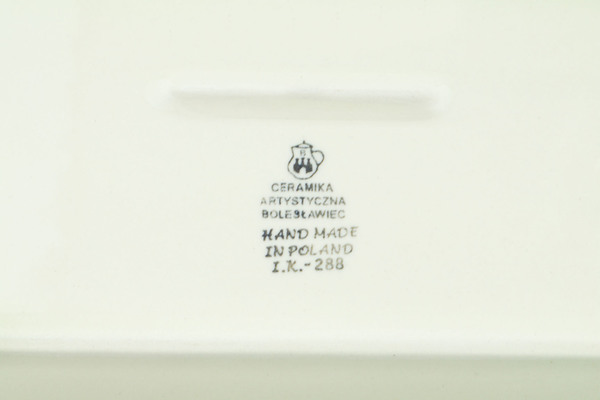 CERAMIKA
ARTYSTYCZNA
BOLESŁAWIEC
HAND MADE
IN POLAND
I.K.-288